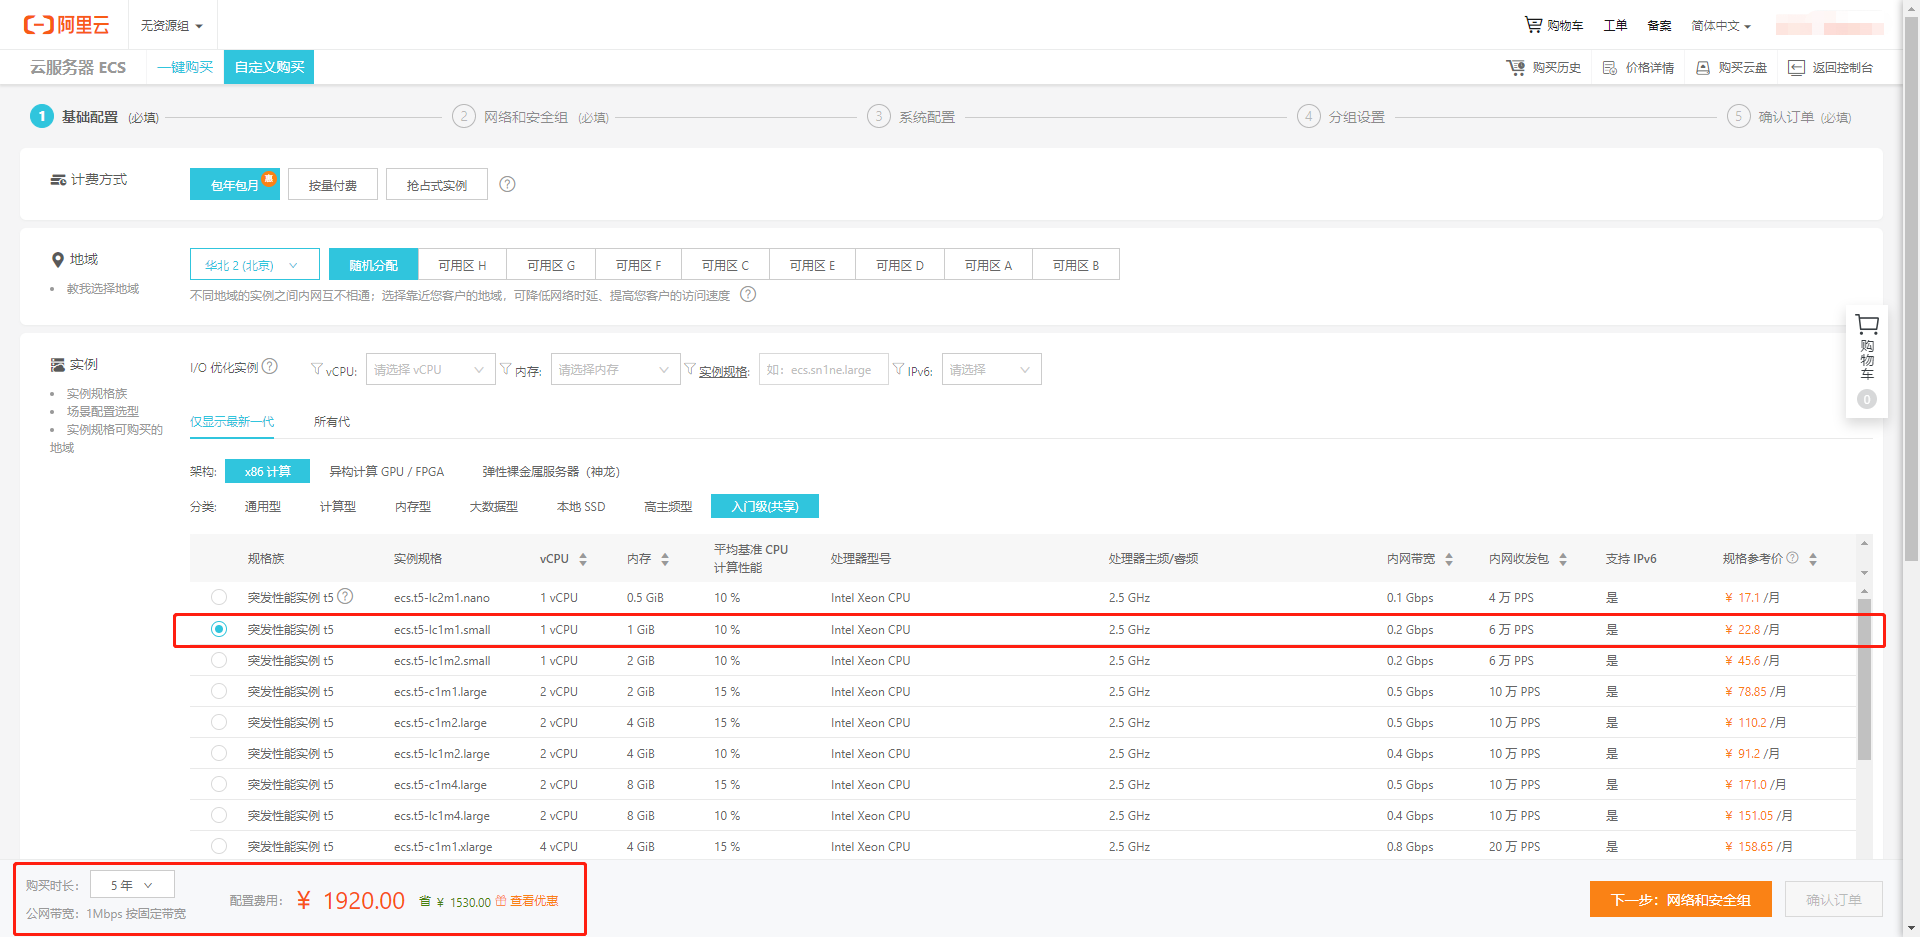 阿里云 无资源组 购物车 工单 备案 简体中文
云服务器 ECS 一键购买 自定义购买 购买历史 价格详情 购买云盘 返回控制台
1 基础配置 (必填) 2 网络和安全组 (必填) 3 系统配置 4 分组设置 5 确认订单 (必填)
计费方式 包年包月 惠 按量付费 抢占式实例 ?
地域 华北 2 (北京) 随机分配 可用区 H 可用区 G 可用区 F 可用区 C 可用区 E 可用区 D 可用区 A 可用区 B
• 教我选择地域 不同地域的实例之间内网互不相通；选择靠近您客户的地域，可降低网络时延、提高您客户的访问速度 ?
购物车
0
实例 I/O 优化实例 ? vCPU: 请选择 vCPU 内存: 请选择内存 实例规格: 如：ecs.sn1ne.large IPv6: 请选择
• 实例规格族
• 场景配置选型
• 实例规格可购买的
地域
仅显示最新一代 所有代
架构: x86 计算 异构计算 GPU / FPGA 弹性裸金属服务器（神龙）
分类: 通用型 计算型 内存型 大数据型 本地 SSD 高主频型 入门级(共享)
规格族 实例规格 vCPU 内存 平均基准 CPU 计算性能 处理器型号 处理器主频/睿频 内网带宽 内网收发包 支持 IPv6 规格参考价 ?
突发性能实例 t5 ? ecs.t5-lc2m1.nano 1 vCPU 0.5 GiB 10 % Intel Xeon CPU 2.5 GHz 0.1 Gbps 4 万 PPS 是 ¥ 17.1 /月
突发性能实例 t5 ecs.t5-lc1m1.small 1 vCPU 1 GiB 10 % Intel Xeon CPU 2.5 GHz 0.2 Gbps 6 万 PPS 是 ¥ 22.8 /月
突发性能实例 t5 ecs.t5-lc1m2.small 1 vCPU 2 GiB 10 % Intel Xeon CPU 2.5 GHz 0.2 Gbps 6 万 PPS 是 ¥ 45.6 /月
突发性能实例 t5 ecs.t5-c1m1.large 2 vCPU 2 GiB 15 % Intel Xeon CPU 2.5 GHz 0.5 Gbps 10 万 PPS 是 ¥ 78.85 /月
突发性能实例 t5 ecs.t5-c1m2.large 2 vCPU 4 GiB 15 % Intel Xeon CPU 2.5 GHz 0.5 Gbps 10 万 PPS 是 ¥ 110.2 /月
突发性能实例 t5 ecs.t5-lc1m2.large 2 vCPU 4 GiB 10 % Intel Xeon CPU 2.5 GHz 0.4 Gbps 10 万 PPS 是 ¥ 91.2 /月
突发性能实例 t5 ecs.t5-c1m4.large 2 vCPU 8 GiB 15 % Intel Xeon CPU 2.5 GHz 0.5 Gbps 10 万 PPS 是 ¥ 171.0 /月
突发性能实例 t5 ecs.t5-lc1m4.large 2 vCPU 8 GiB 10 % Intel Xeon CPU 2.5 GHz 0.4 Gbps 10 万 PPS 是 ¥ 151.05 /月
突发性能实例 t5 ecs.t5-c1m1.xlarge 4 vCPU 4 GiB 15 % Intel Xeon CPU 2.5 GHz 0.8 Gbps 20 万 PPS 是 ¥ 158.65 /月
购买时长: 5 年 配置费用: ¥ 1920.00 省 ¥ 1530.00 查看优惠 下一步：网络和安全组 确认订单
公网带宽: 1Mbps 按固定带宽